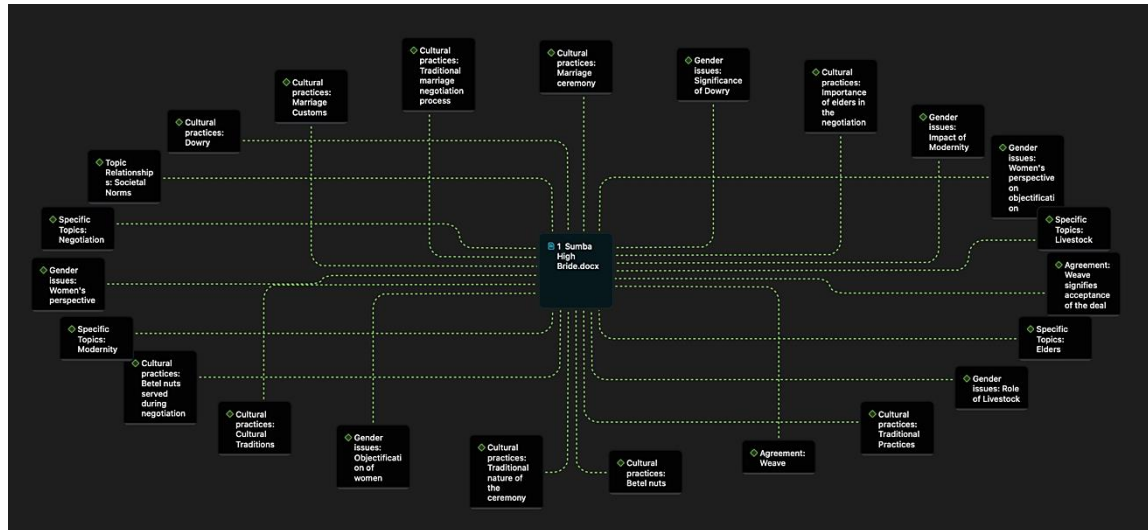 Cultural
practices:
Marriage
ceremony
Cultural
practices:
Traditional
marriage
negotiation
process
Gender
issues:
Significance
of Dowry
Cultural
practices:
Importance
of elders in
the
negotiation
Cultural
practices:
Marriage
Customs
Gender
issues:
Impact of
Modernity
Cultural
practices:
Dowry
Gender
issues:
Women's
perspective
on
objectificati
on
Topic
Relationship
s: Societal
Norms
Specific
Topics:
Negotiation
Specific
Topics:
Livestock
1 Sumba
High
Bride.docx
Gender
Issues:
Women's
perspective
Agreement:
Weave
signifies
acceptance
of the deal
Specific
Topics:
Modernity
Specific
Topics:
Elders
Cultural
practices:
Betel nuts
served
during
negotiation
Gender
issues: Role
of Livestock
Cultural
practices:
Cultural
Traditions
Cultural
practices:
Traditional
Practices
Gender
issues:
Objectificati
on of
women
Cultural
practices:
Traditional
nature of
the
ceremony
Agreement:
Weave
Cultural
practices:
Betel nuts